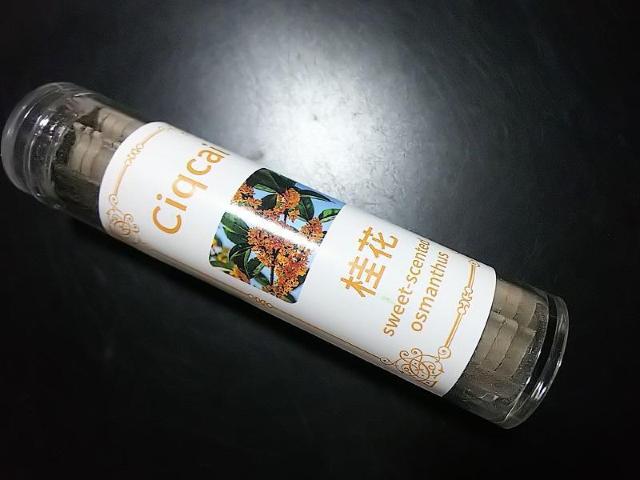 Ciqcai
桂花
sweet-scented
osmanthus